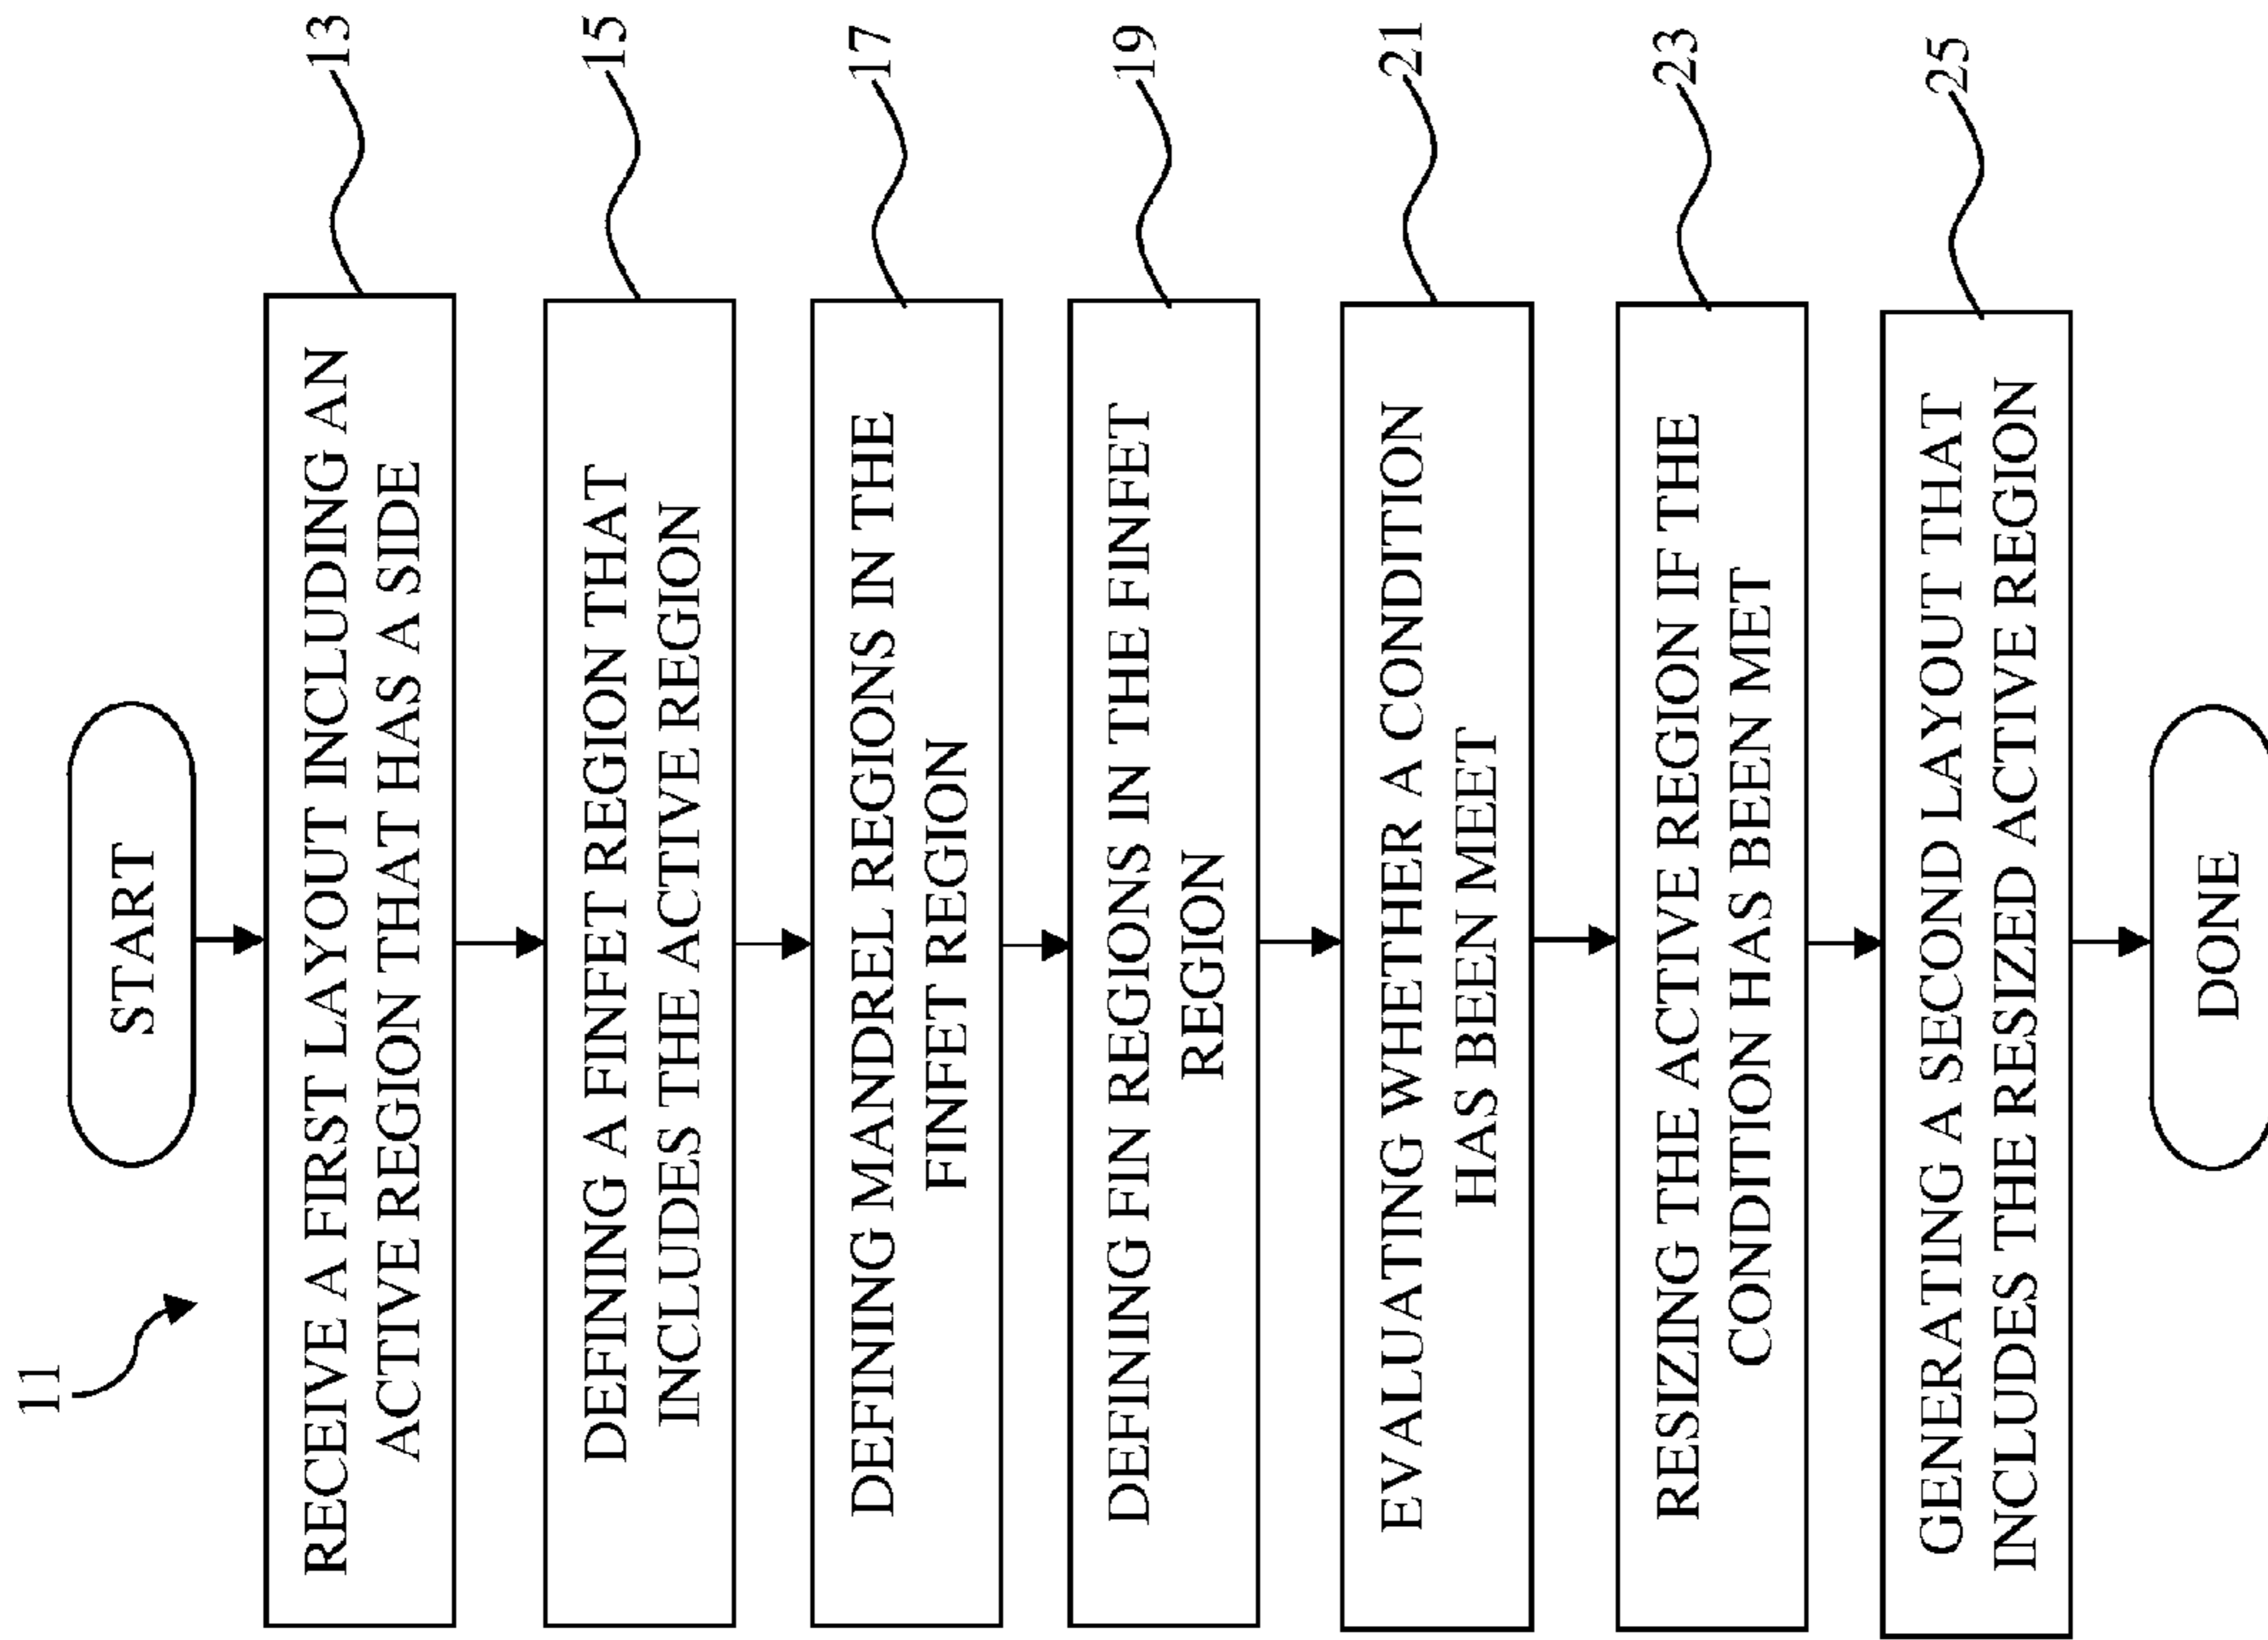 11
START
RECEIVE A FIRST LAYOUT INCLUDING AN
ACTIVE REGION THAT HAS A SIDE
13
DEFINING A FINFET REGION THAT
INCLUDES THE ACTIVE REGION
15
DEFINING MANDREL REGIONS IN THE
FINFET REGION
17
DEFINING FIN REGIONS IN THE FINFET
REGION
19
EVALUATING WHETHER A CONDITION
HAS BEEN MEET
21
RESIZING THE ACTIVE REGION IF THE
CONDITION HAS BEEN MET
23
GENERATING A SECOND LAYOUT THAT
INCLUDES THE RESIZED ACTIVE REGION
25
DONE